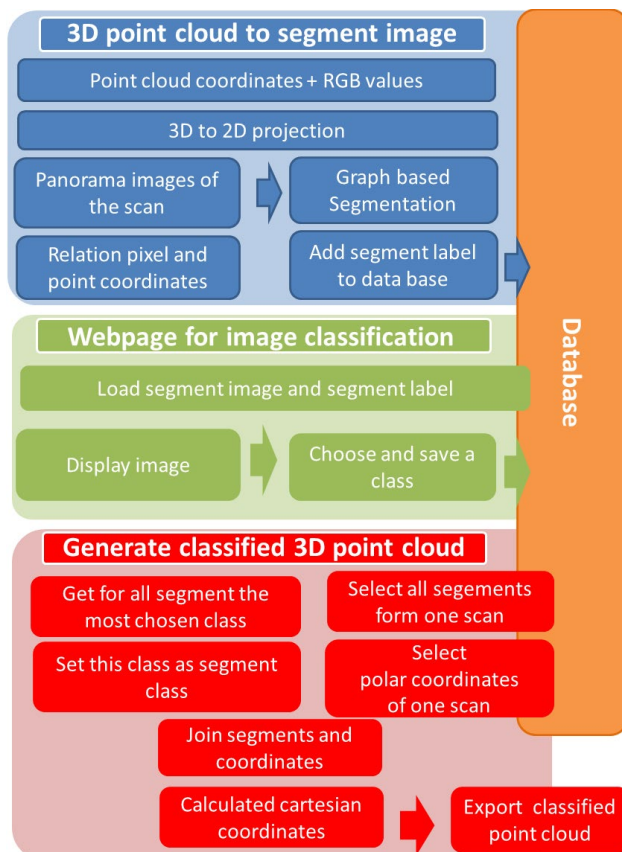 3D point cloud to segment image
Point cloud coordinates + RGB values
3D to 2D projection
Panorama images of
the scan
Graph based
Segmentation
Relation pixel and
point coordinates
Add segment label
to data base
Webpage for image classification
Load segment image and segment label
Display image
Choose and save a
class
Database
Generate classified 3D point cloud
Get for all segment the
most chosen class
Select all segements
form one scan
Set this class as segment
class
Select
polar coordinates
of one scan
Join segments and
coordinates
Calculated cartesian
coordinates
Export classified
point cloud